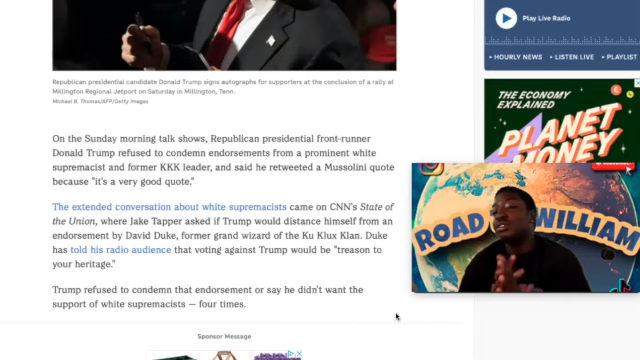 Play Live Radio
HOURLY NEWS
LISTEN LIVE
PLAYLIST
Republican presidential candidate Donald Trump signs autographs for supporters at the conclusion of a rally at
Millington Regional Jetport on Saturday in Millington, Tenn.
Michael B. Thomas/AFP/Getty Images
THE ECONOMY
EXPLAINED
PLANET
MONEY
On the Sunday morning talk shows, Republican presidential front-runner
Donald Trump refused to condemn endorsements from a prominent white
supremacist and former KKK leader, and said he retweeted a Mussolini quote
because "it's a very good quote."
The extended conversation about white supremacists came on CNN's State of
the Union, where Jake Tapper asked if Trump would distance himself from an
endorsement by David Duke, former grand wizard of the Ku Klux Klan. Duke
has told his radio audience that voting against Trump would be "treason to
your heritage."
Trump refused to condemn that endorsement or say he didn't want the
support of white supremacists — four times.
ROAD
WILLIAM
Sponsor Message